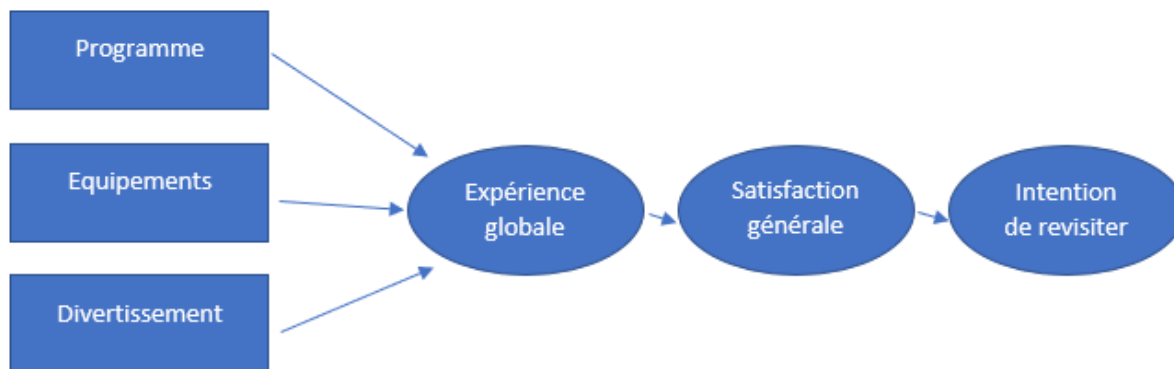 Programme
Equipements
Divertissement
Expérience
globale
Satisfaction
générale
Intention
de revisiter